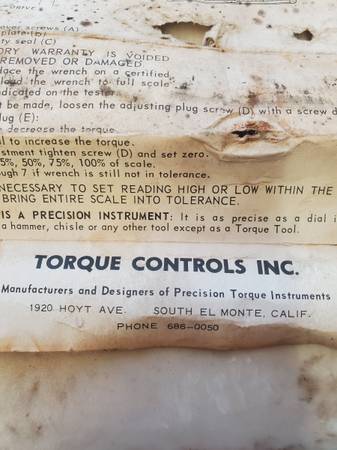 over screws (A)
plate(B)
ty seal (C)
ORY WARRANTY IS VOIDED
REMOVED OR DAMAGED.
lace the wrench on a certified
load the wrench to full scale
ndicated on the tester
t be made, loosen the adjusting plug screw (D) with a screw d
lug (E):
o decrease the torque.
al to increase the torque.
stment tighten screw (D) and set zero.
5%, 50%, 75%, 100% of scale.
ough 7 if wrench is still not in tolerance.
NECESSARY TO SET READING HIGH OR LOW WITHIN THE
BRING ENTIRE SCALE INTO TOLERANCE.
IS A PRECISION INSTRUMENT: It is as precise as a dial i
a hammer, chisle or any other tool except as a Torque Tool.
TORQUE CONTROLS INC.
Manufacturers and Designers of Precision Torque Instruments
1920 HOYT AVE. SOUTH EL MONTE, CALIF.
PHONE 686-0050